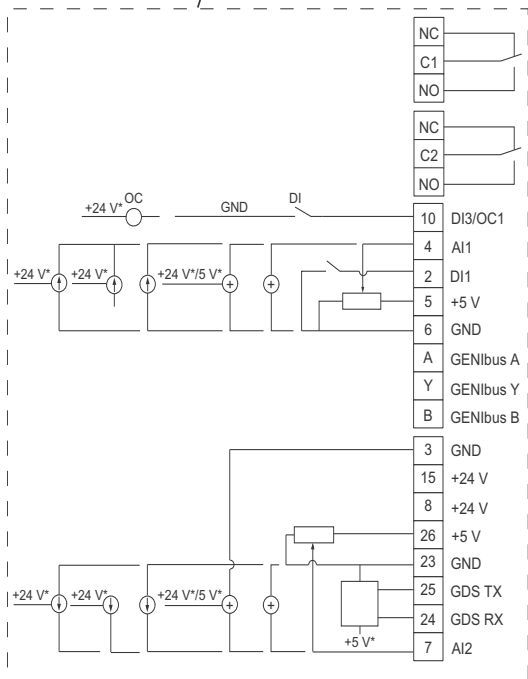 NC
C1
NO
NC
C2
NO
+24 V* OC GND DI 10 DI3/OC1
4 AI1
+24 V* +24 V* +24 V*/5 V* + + 2 DI1
5 +5 V
6 GND
A GENIbus A
Y GENIbus Y
B GENIbus B
3 GND
15 +24 V
8 +24 V
26 +5 V
23 GND
25 GDS TX
+24 V* +24 V* +24 V*/5 V* + + 24 GDS RX
+5 V* 7 AI2